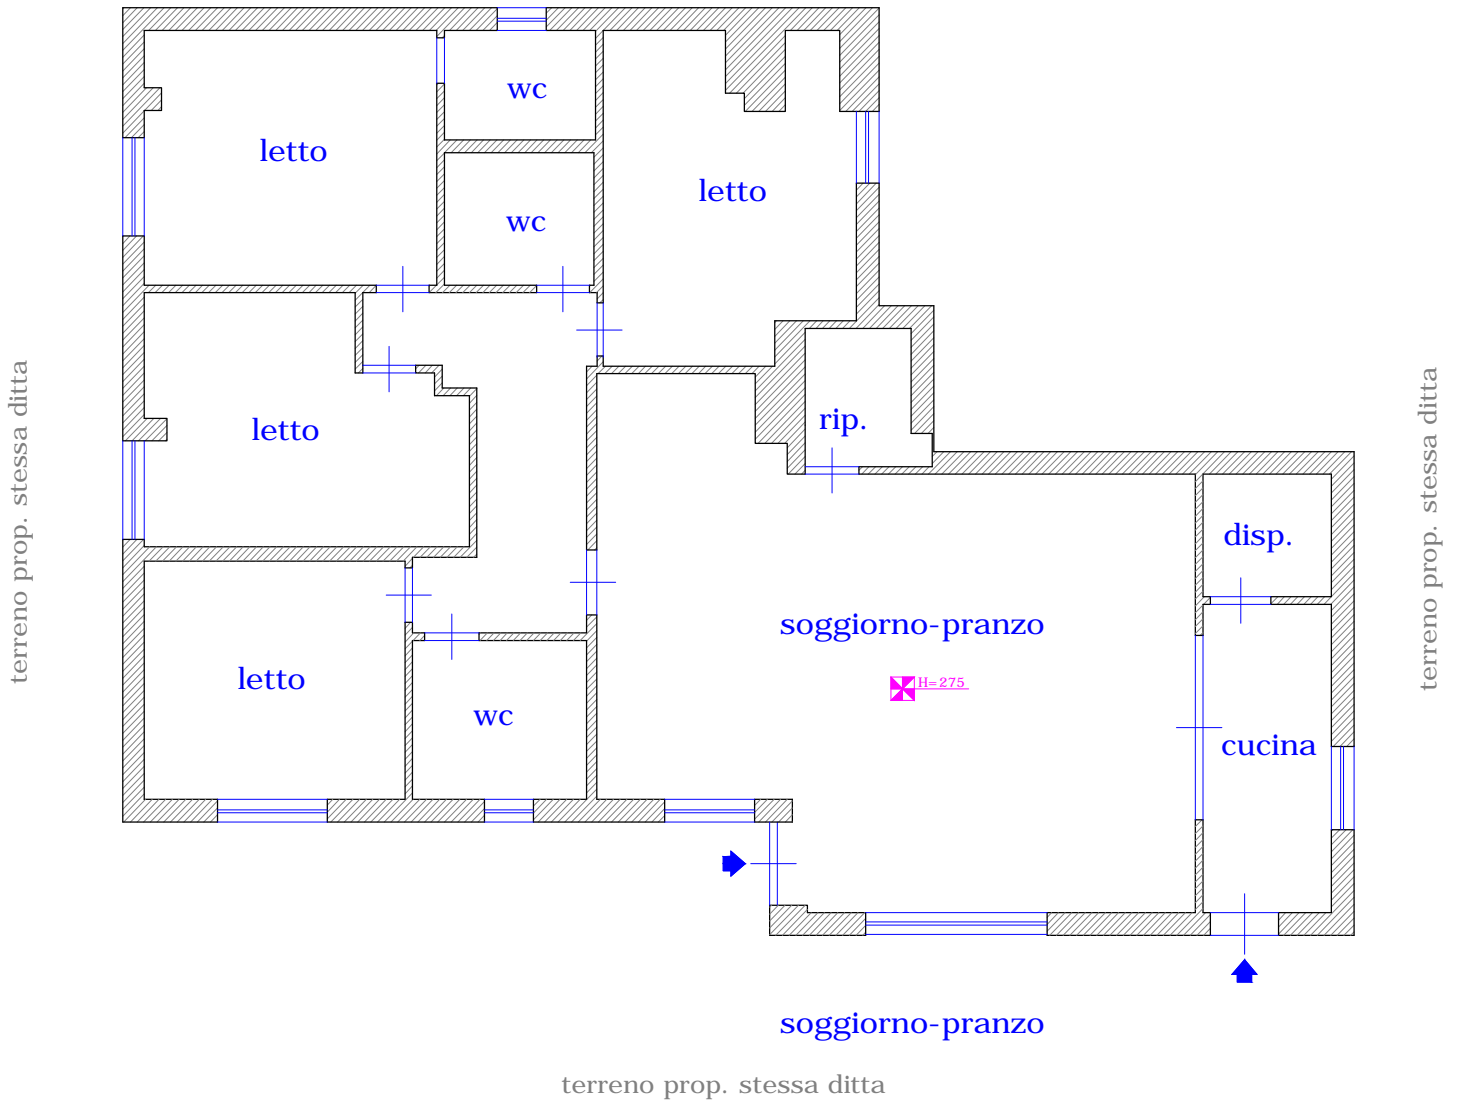 wc
letto
letto
wc
rip.
letto
disp.
soggiorno-pranzo
H=275
letto
wc
cucina
terreno prop. stessa ditta
terreno prop. stessa ditta
soggiorno-pranzo
terreno prop. stessa ditta